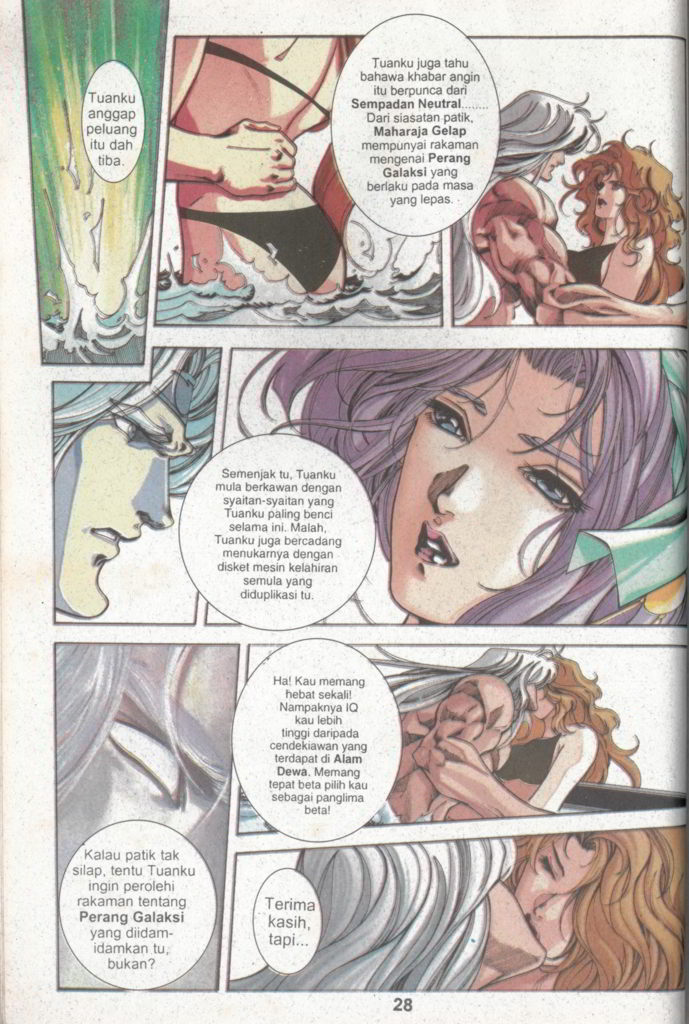 Tuanku
anggap
peluang
itu dah
tiba.
Tuanku juga tahu
bahawa khabar angin
itu berpunca dari
Sempadan Neutral........
Dari siasatan patik,
Maharaja Gelap
mempunyai rakaman
mengenai Perang
Galaksi yang
berlaku pada masa
yang lepas.
Semenjak tu, Tuanku
mula berkawan dengan
syaitan-syaitan yang
Tuanku paling benci
selama ini. Malah,
Tuanku juga bercadang
menukarnya dengan
disket mesin kelahiran
semula yang
diduplikasi tu.
Kalau patik tak
silap, tentu Tuanku
ingin perolehi
rakaman tentang
Perang Galaksi
yang diidam-
idamkan tu,
bukan?
Ha! Kau memang
hebat sekali!
Nampaknya IQ
kau lebih
tinggi daripada
cendekiawan yang
terdapat di Alam
Dewa. Memang
tepat beta pilih kau
sebagai panglima
beta!
Terima
kasih,
tapi...
28